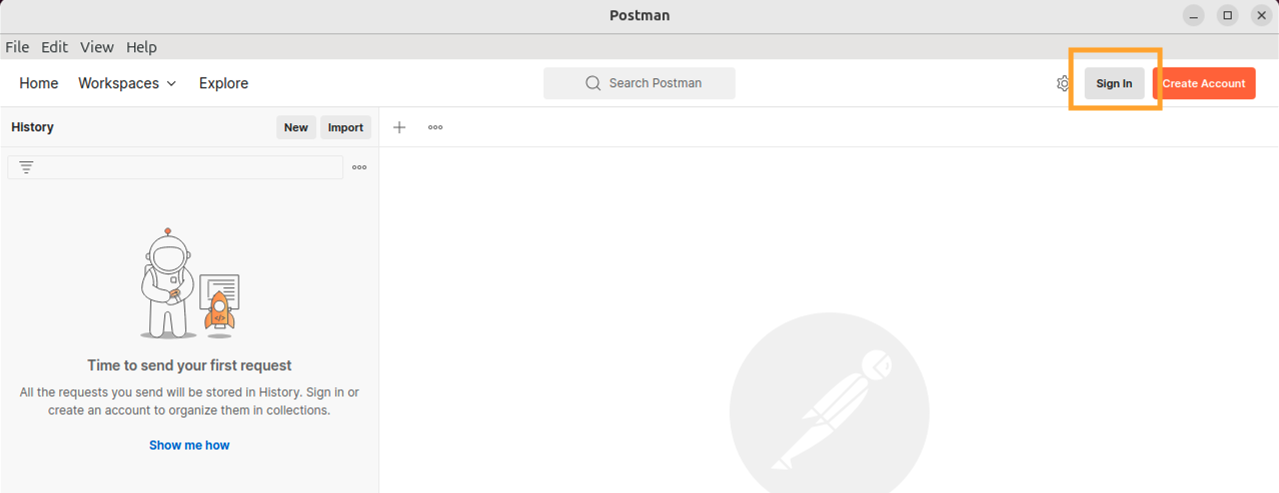 Postman
File Edit View Help
Home Workspaces Explore Search Postman Sign In Create Account
History New Import
</>
Time to send your first request
All the requests you send will be stored in History. Sign in or
create an account to organize them in collections.
Show me how